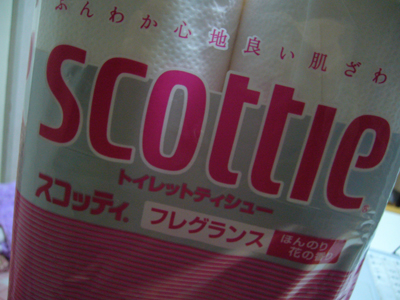 ふんわか心地良い肌ざわ
scottie
トイレットティシュー
スコッティ®
フレグランス
ほんのり
花の香り